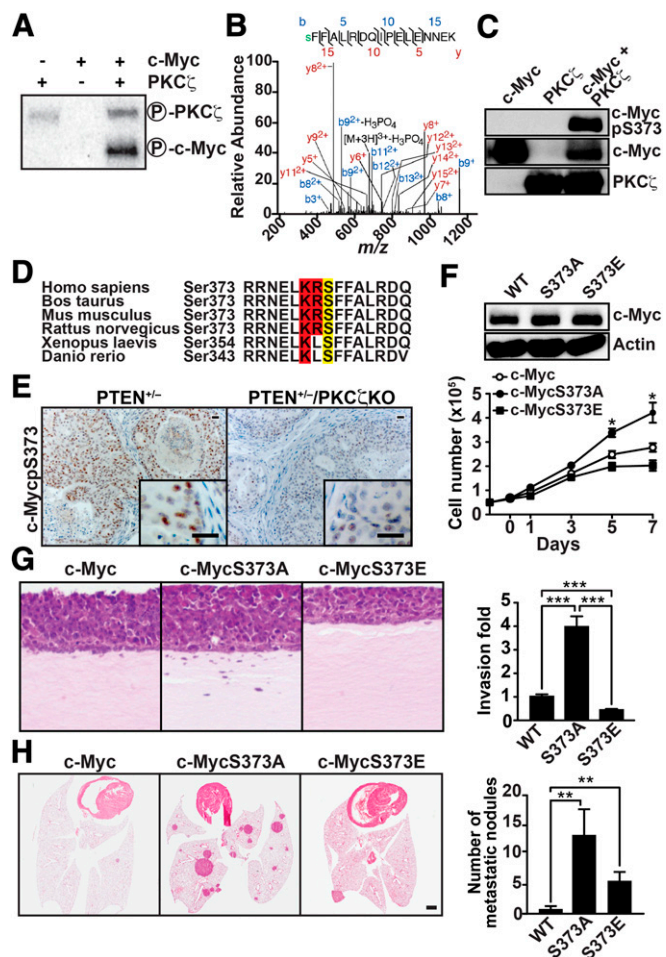 A
- + + c-Myc
+ - + PKCζ
Ⓟ-PKCζ
Ⓟ-c-Myc
B
b 5 10 15
sFFALRDQIPELENNEK
15 10 5 y
Relative Abundance
100
80
60
40
20
0
y8²⁺
b9²⁺-H3PO4
[M+3H]³⁺-H3PO4
y9²⁺
y5⁺
y11²⁺
b8²⁺
b3⁺
b9²⁺
y6⁺
b11²⁺
b12²⁺
b13²⁺
y8⁺
y12²⁺
y13²⁺
y14²⁺
y15²⁺
y7⁺
b8⁺
b9⁺
200 400 600 800 1000 1150
m/z
C
c-Myc
PKCζ
c-Myc + PKCζ
c-Myc
pS373
c-Myc
PKCζ
D
Homo sapiens Ser373 RRNELKRSFFALRDQ
Bos taurus Ser373 RRNELKRSFFALRDQ
Mus musculus Ser373 RRNELKRSFFALRDQ
Rattus norvegicus Ser373 RRNELKRSFFALRDQ
Xenopus laevis Ser354 RRNELKLSFFALRDQ
Danio rerio Ser343 RRNELKLSFFALRDV
E
PTEN⁺/⁻ PTEN⁺/⁻/PKCζKO
c-MycpS373
F
WT S373A S373E
c-Myc
Actin
c-Myc
c-MycS373A
c-MycS373E
Cell number (x10⁵)
5
4
3
2
1
0
* *
0 1 3 5 7
Days
G
c-Myc c-MycS373A c-MycS373E
Invasion fold
5
4
3
2
1
0
***
*** ***
WT S373A S373E
H
c-Myc c-MycS373A c-MycS373E
Number of
metastatic nodules
20
15
10
5
0
**
**
WT S373A S373E